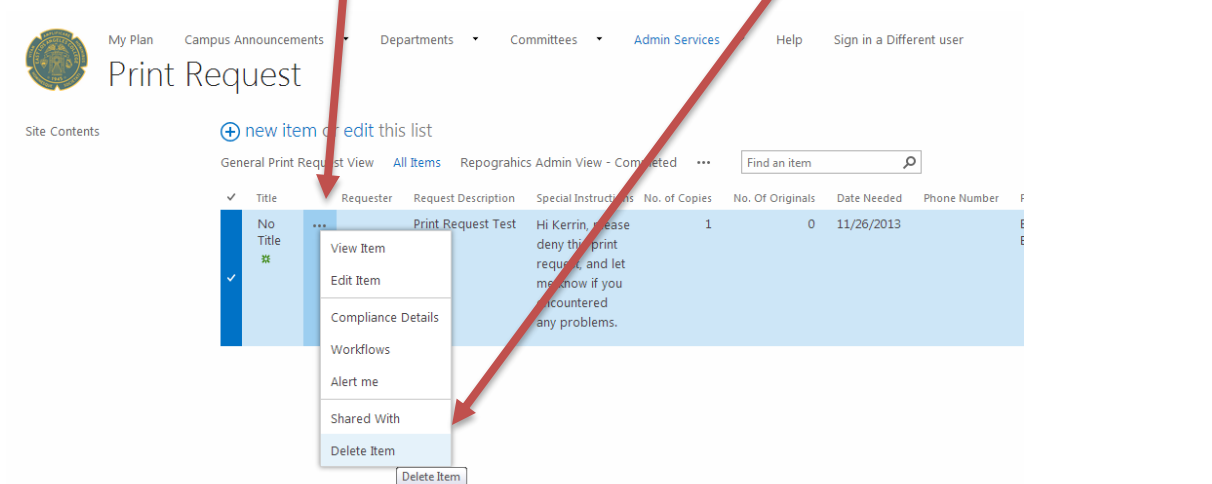 My Plan Campus Announcements Departments Committees Admin Services Help Sign in a Different user
Print Request
Site Contents
new item or edit this list
General Print Request View All Items Repograhics Admin View - Completed ... Find an item
Title Requester Request Description Special Instructions No. of Copies No. Of Originals Date Needed Phone Number
No ... Print Request Test Hi Kerrin, please 1 0 11/26/2013
Title deny this print
request, and let
me know if you
encountered
any problems.
View Item
Edit Item
Compliance Details
Workflows
Alert me
Shared With
Delete Item
Delete Item